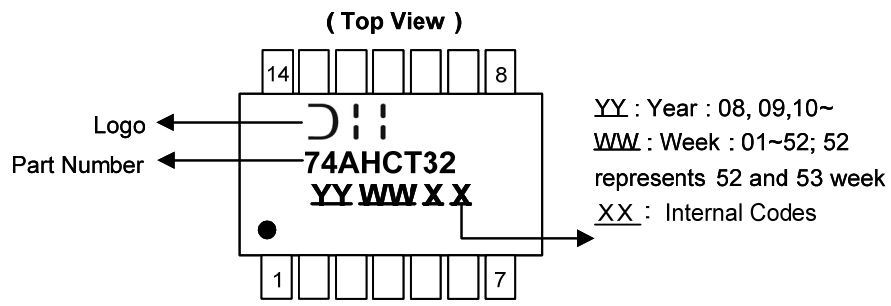 ( Top View )
14 8
Logo
Part Number
74AHCT32
YY WW X X
1 7
YY : Year : 08, 09,10~
WW : Week : 01~52; 52
represents 52 and 53 week
XX : Internal Codes